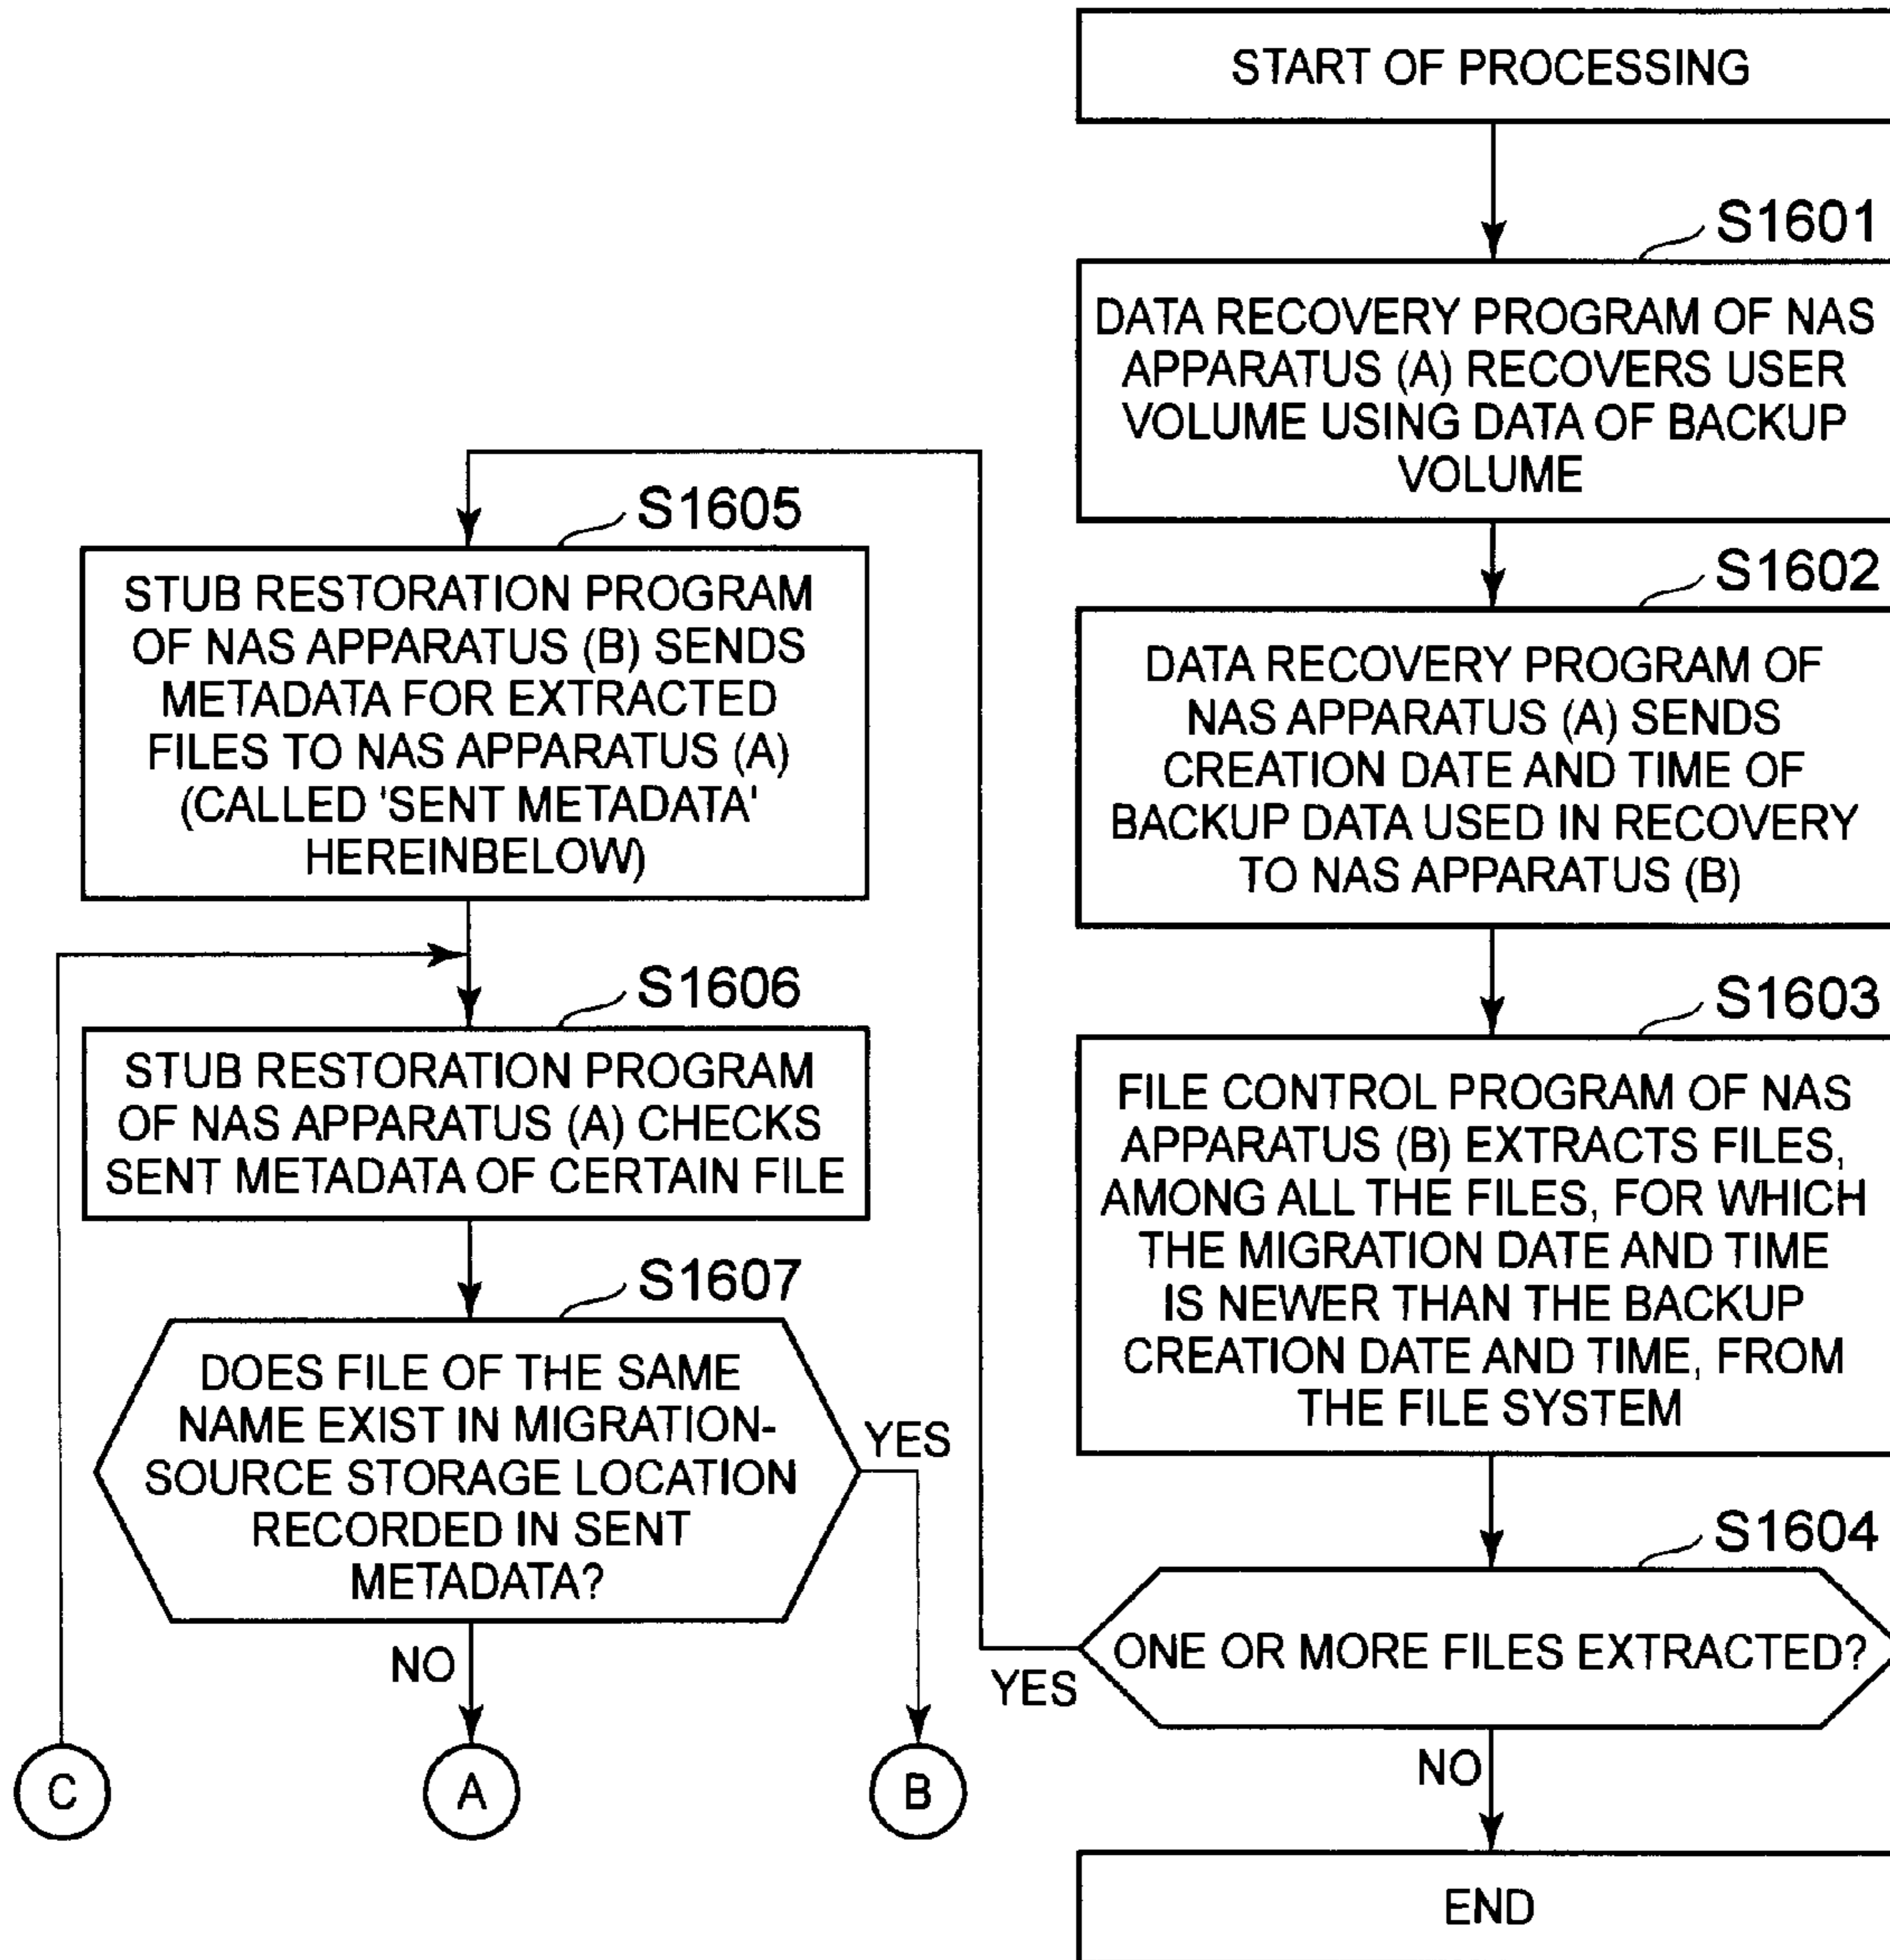 START OF PROCESSING
S1601
DATA RECOVERY PROGRAM OF NAS
APPARATUS (A) RECOVERS USER
VOLUME USING DATA OF BACKUP
VOLUME
S1602
DATA RECOVERY PROGRAM OF
NAS APPARATUS (A) SENDS
CREATION DATE AND TIME OF
BACKUP DATA USED IN RECOVERY
TO NAS APPARATUS (B)
S1603
FILE CONTROL PROGRAM OF NAS
APPARATUS (B) EXTRACTS FILES,
AMONG ALL THE FILES, FOR WHICH
THE MIGRATION DATE AND TIME
IS NEWER THAN THE BACKUP
CREATION DATE AND TIME, FROM
THE FILE SYSTEM
S1604
ONE OR MORE FILES EXTRACTED?
YES
NO
END
S1605
STUB RESTORATION PROGRAM
OF NAS APPARATUS (B) SENDS
METADATA FOR EXTRACTED
FILES TO NAS APPARATUS (A)
(CALLED 'SENT METADATA'
HEREINBELOW)
S1606
STUB RESTORATION PROGRAM
OF NAS APPARATUS (A) CHECKS
SENT METADATA OF CERTAIN FILE
S1607
DOES FILE OF THE SAME
NAME EXIST IN MIGRATION-
SOURCE STORAGE LOCATION
RECORDED IN SENT
METADATA?
YES
NO
C
A
B